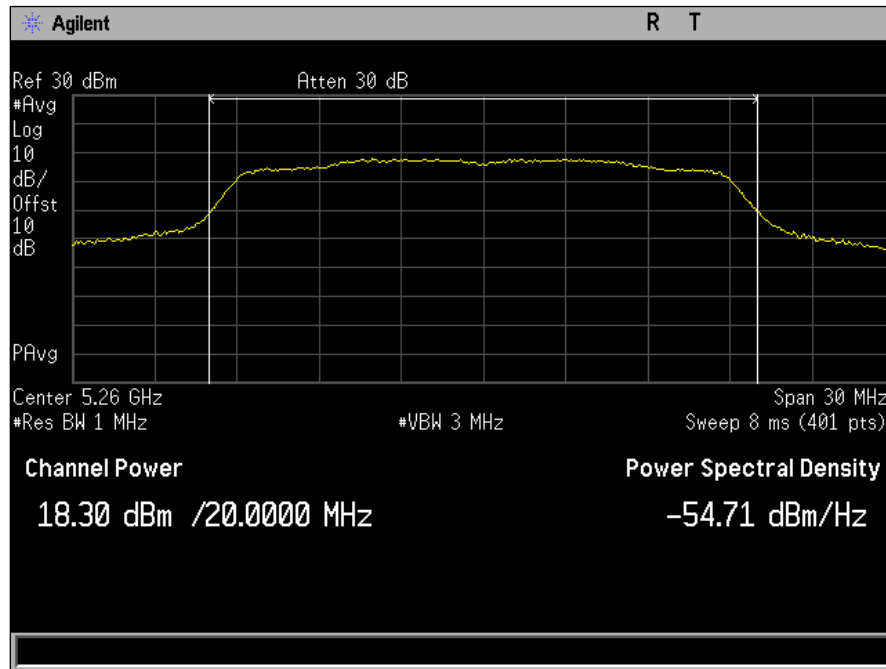 Agilent R T
Ref 30 dBm Atten 30 dB
#Avg
Log
10
dB/
Offst
10
dB
PAvg
Center 5.26 GHz Span 30 MHz
#Res BW 1 MHz #VBW 3 MHz Sweep 8 ms (401 pts)
Channel Power Power Spectral Density
18.30 dBm /20.0000 MHz -54.71 dBm/Hz